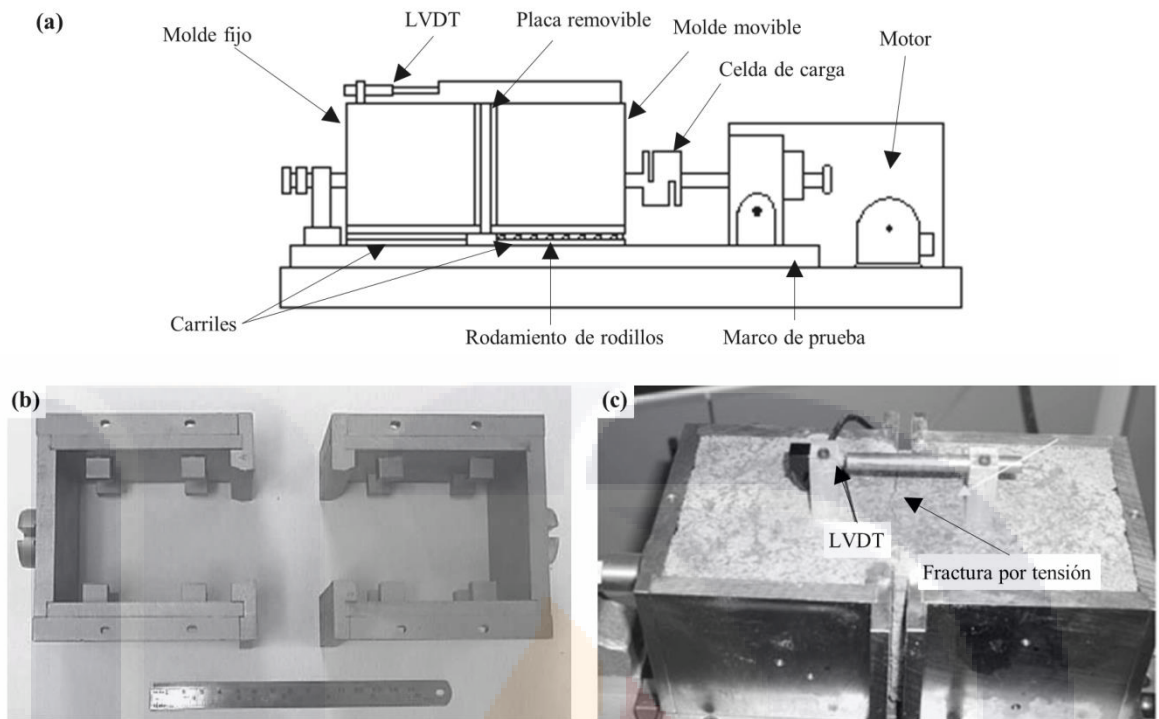 (a)
LVDT
Placa removible
Molde fijo
Molde movible
Motor
Celda de carga
Carriles
Rodamiento de rodillos
Marco de prueba
(b)
(c)
LVDT
Fractura por tensión